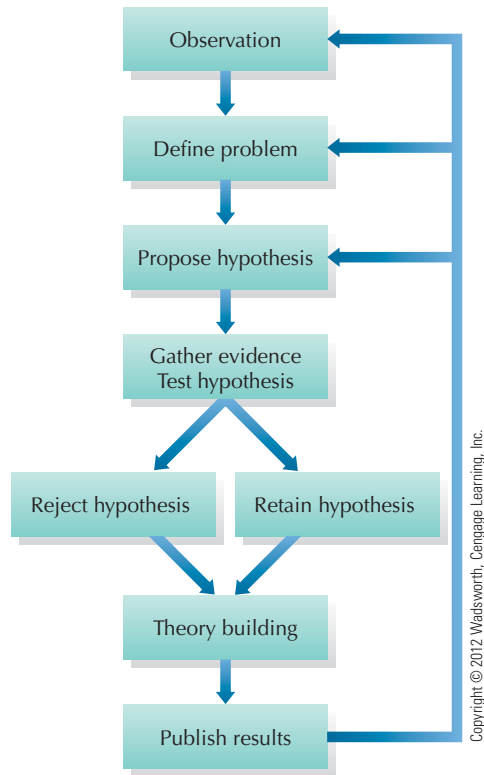 Observation
Define problem
Propose hypothesis
Gather evidence
Test hypothesis
Reject hypothesis
Retain hypothesis
Theory building
Publish results
Copyright © 2012 Wadsworth, Cengage Learning, Inc.